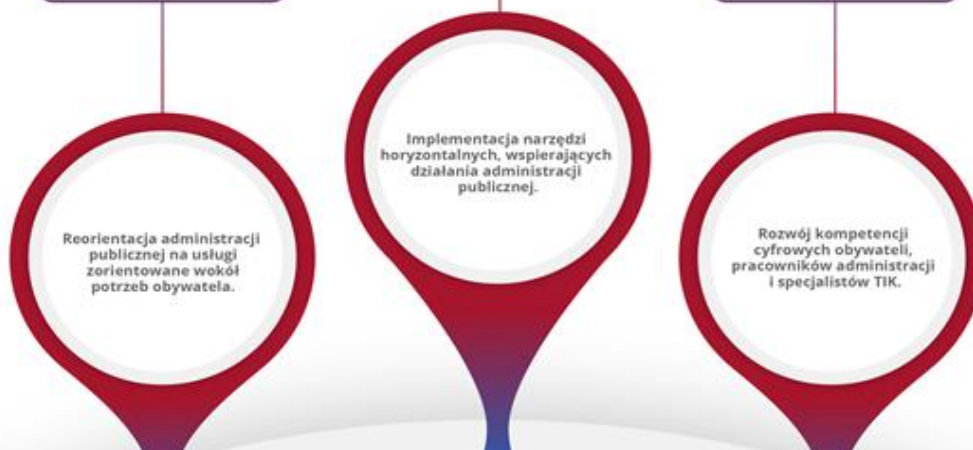 Reorientacja administracji
publicznej na usługi
zorientowane wokół
potrzeb obywatela.
Implementacja narzędzi
horyzontalnych, wspierających
działania administracji
publicznej.
Rozwój kompetencji
cyfrowych obywateli,
pracowników administracji
i specjalistów TIK.